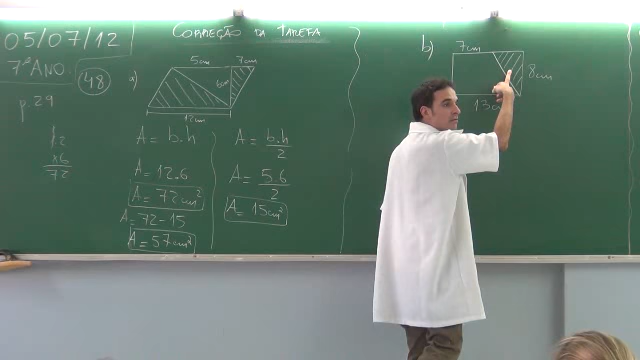 05/07/12
7º ANO.
48
p. 29
12
x6
72
CORREÇÃO DA TAREFA
a)
5cm
7cm
6cm
12cm
A = b.h
A = 12.6
A = 72cm²
A = 72-15
A = 57cm²
A = b.h
2
A = 5.6
2
A = 15cm²
b)
7cm
8cm
13cm